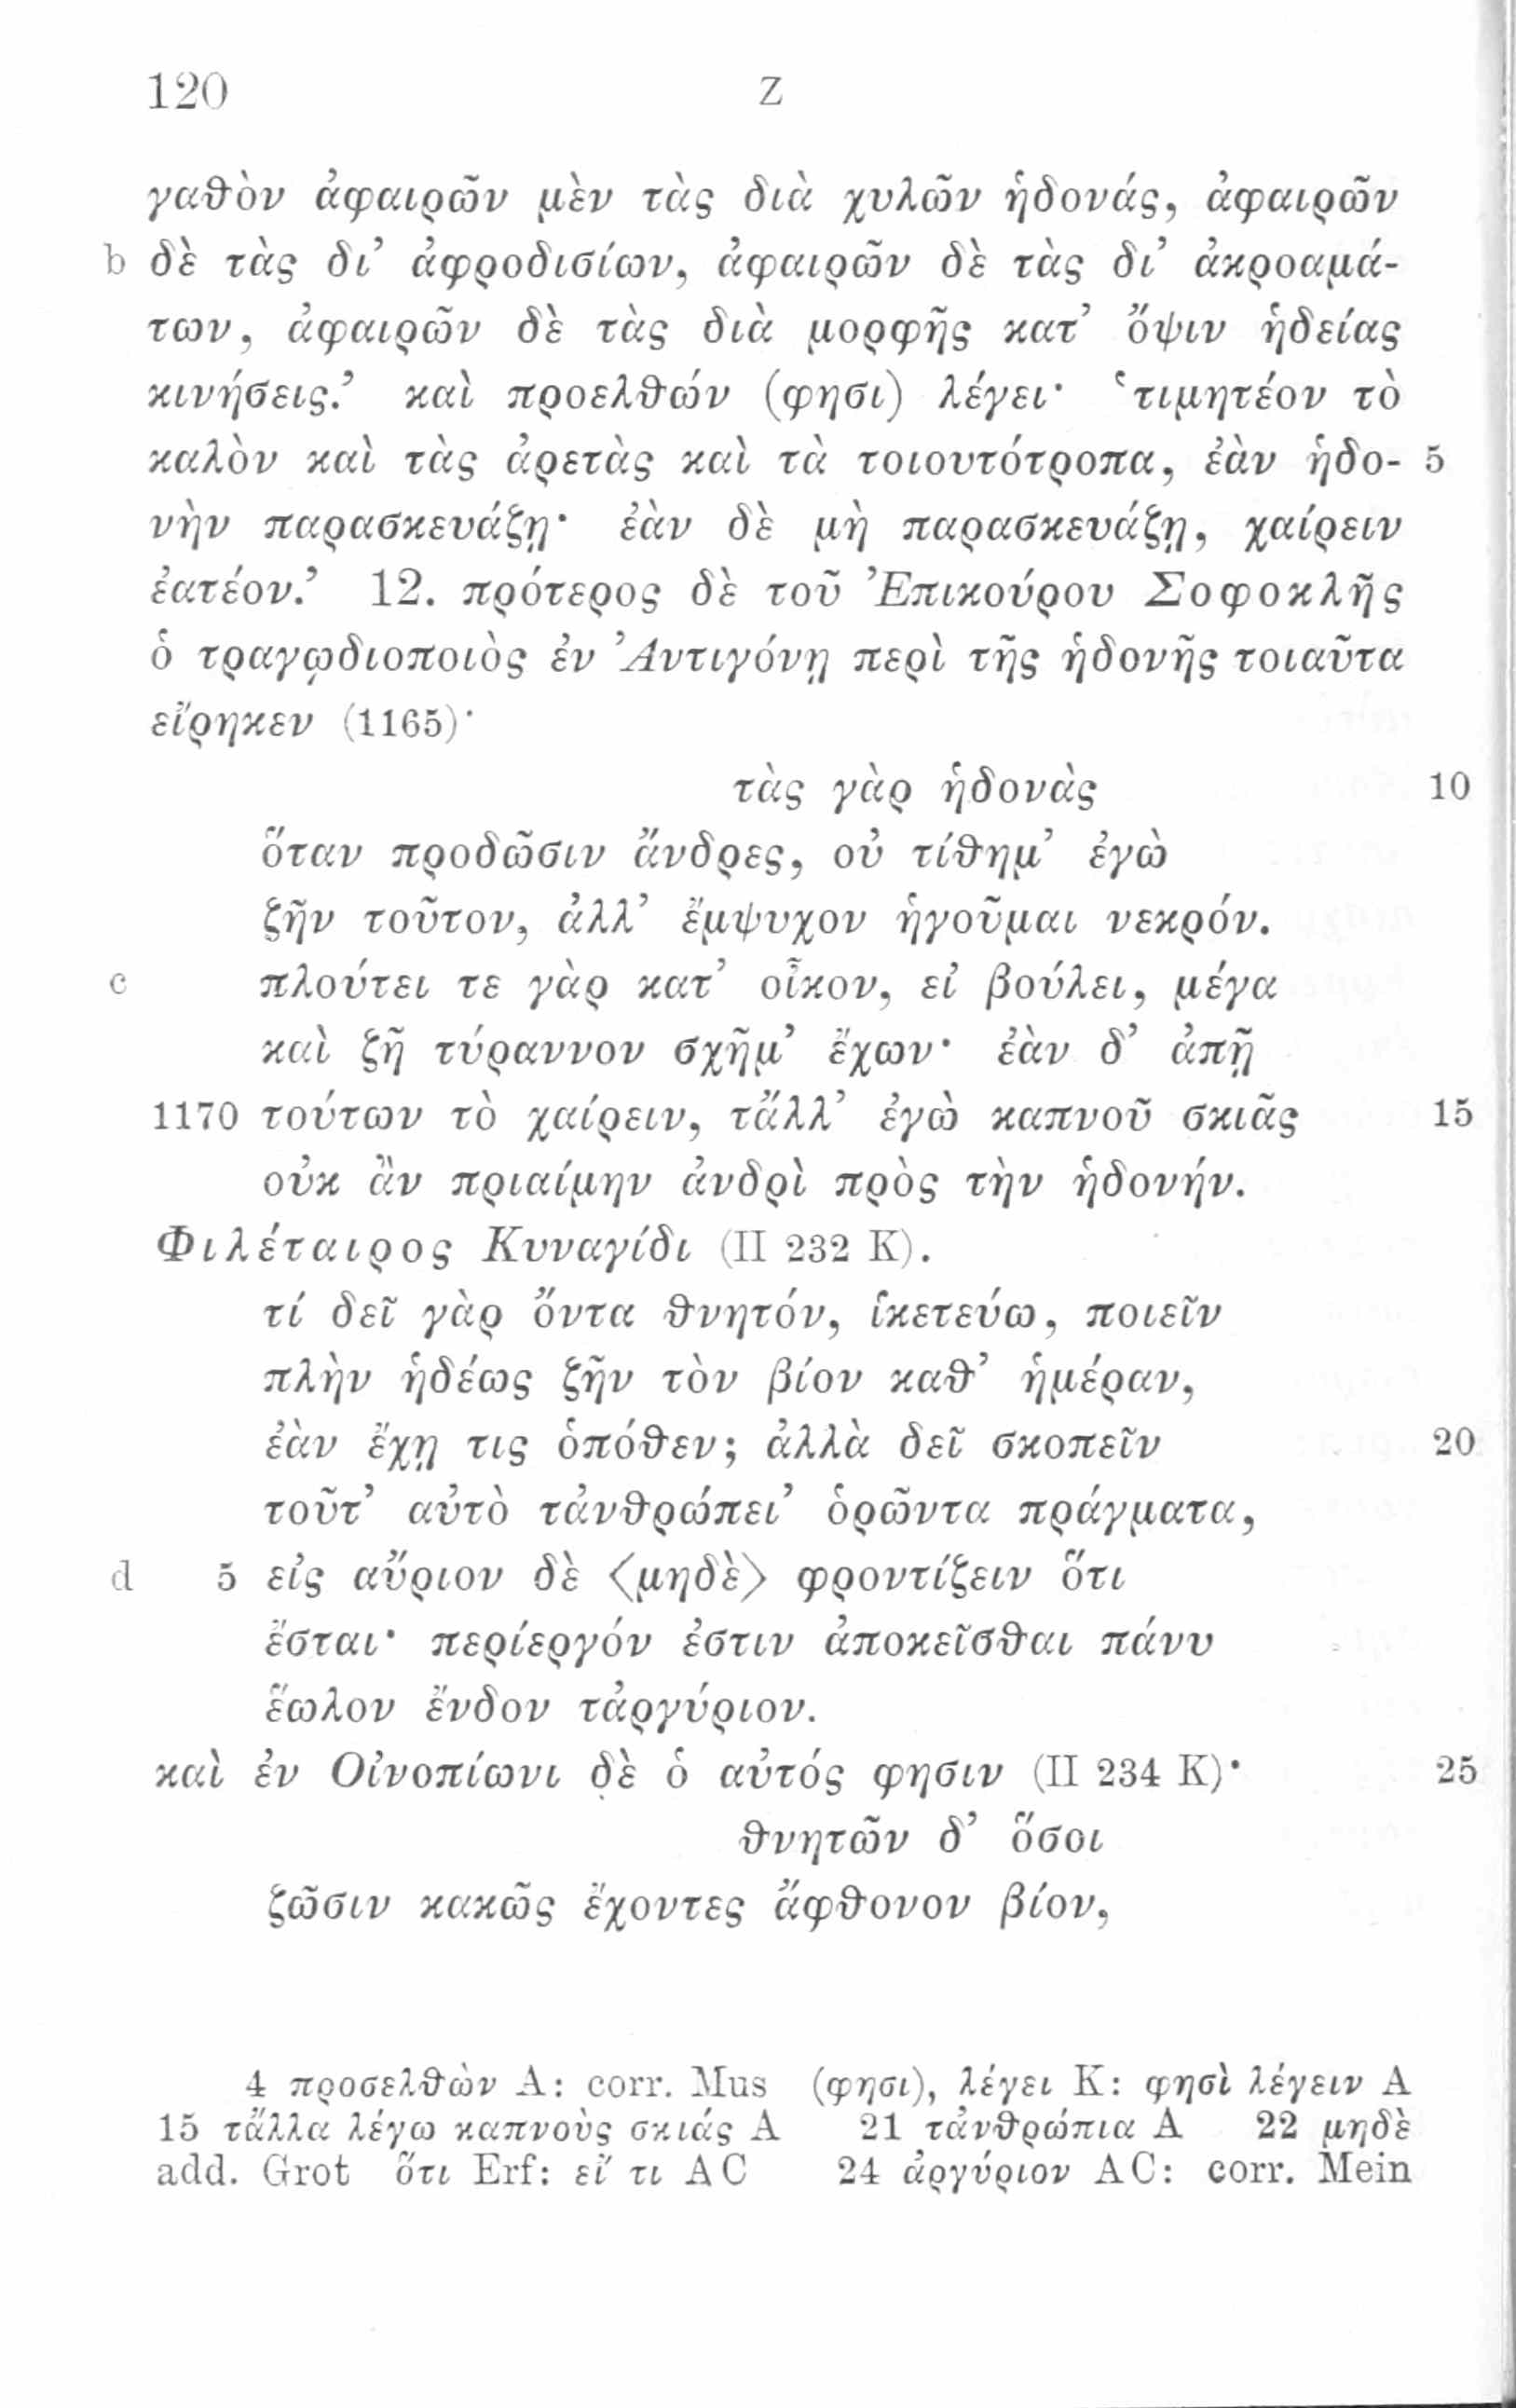 120 Z
γαθὸν ἀφαιρῶν μὲν τὰς διὰ χυλῶν ἡδονάς, ἀφαιρῶν
b δὲ τὰς δι’ ἀφροδισίων, ἀφαιρῶν δὲ τὰς δι’ ἀκροαμά-
των, ἀφαιρῶν δὲ τὰς διὰ μορφῆς κατ’ ὄψιν ἡδείας
κινήσεις.’ καὶ προελθών (φησι) λέγει· ‘τιμητέον τὸ
καλὸν καὶ τὰς ἀρετὰς καὶ τὰ τοιουτότροπα, ἐὰν ἡδο- 5
νὴν παρασκευάζῃ· ἐὰν δὲ μὴ παρασκευάζῃ, χαίρειν
ἐατέον.’ 12. πρότερος δὲ τοῦ Ἐπικούρου Σοφοκλῆς
ὁ τραγῳδιοποιὸς ἐν Ἀντιγόνῃ περὶ τῆς ἡδονῆς τοιαῦτα
εἴρηκεν (1165)·
τὰς γὰρ ἡδονὰς 10
ὅταν προδῶσιν ἄνδρες, οὐ τίθημ’ ἐγὼ
ζῆν τοῦτον, ἀλλ’ ἔμψυχον ἡγοῦμαι νεκρόν.
c πλούτει τε γὰρ κατ’ οἶκον, εἰ βούλει, μέγα
καὶ ζῆ τύραννον σχῆμ’ ἔχων· ἐὰν δ’ ἀπῇ
1170 τούτων τὸ χαίρειν, τἄλλ’ ἐγὼ καπνοῦ σκιᾶς 15
οὐκ ἂν πριαίμην ἀνδρὶ πρὸς τὴν ἡδονήν.
Φιλέταιρος Κυναγίδι (II 232 K).
τί δεῖ γὰρ ὄντα θνητόν, ἱκετεύω, ποιεῖν
πλὴν ἡδέως ζῆν τὸν βίον καθ’ ἡμέραν,
ἐὰν ἔχῃ τις ὁπόθεν; ἀλλὰ δεῖ σκοπεῖν 20
τοῦτ’ αὐτὸ τἀνθρώπει’ ὁρῶντα πράγματα,
d 5 εἰς αὔριον δὲ &lt;μηδὲ&gt; φροντίζειν ὅτι
ἔσται· περίεργόν ἐστιν ἀποκεῖσθαι πάνυ
ἕωλον ἔνδον τἀργύριον.
καὶ ἐν Οἰνοπίωνι δὲ ὁ αὐτός φησιν (II 234 K)· 25
θνητῶν δ’ ὅσοι
ζῶσιν κακῶς ἔχοντες ἄφθονον βίον,
4 προσελθὼν A: corr. Mus (φησι), λέγει K: φησὶ λέγειν A
15 τἄλλα λέγω καπνοὺς σκιάς A 21 τἀνθρώπια A 22 μηδὲ
add. Grot ὅτι Erf: εἴ τι AC 24 ἀργύριον AC: corr. Mein